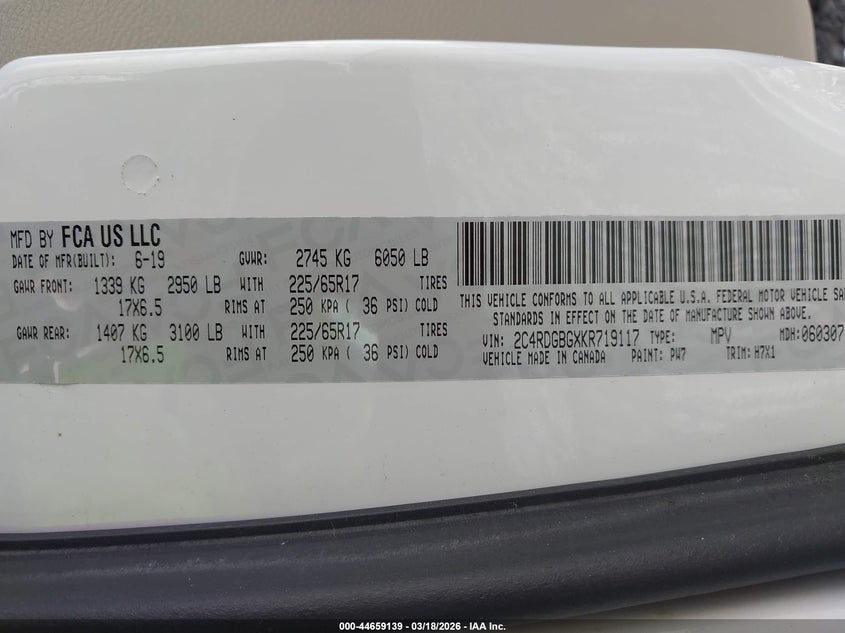 MFD BY FCA US LLC
DATE OF MFR(BUILT): 6-19 GVWR: 2745 KG 6050 LB
GAWR FRONT: 1339 KG 2950 LB WITH 225/65R17 TIRES
17X6.5 RIMS AT 250 KPA ( 36 PSI) COLD
GAWR REAR: 1407 KG 3100 LB WITH 225/65R17 TIRES
17X6.5 RIMS AT 250 KPA ( 36 PSI) COLD
THIS VEHICLE CONFORMS TO ALL APPLICABLE U.S.A. FEDERAL MOTOR VEHICLE SA
STANDARDS IN EFFECT ON THE DATE OF MANUFACTURE SHOWN ABOVE.
VIN: 2C4RDGBGXKR719117 TYPE: MPV MDH:060307
VEHICLE MADE IN CANADA PAINT: PW7 TRIM: H7X1
000-44659139 - 03/18/2026 - IAA Inc.